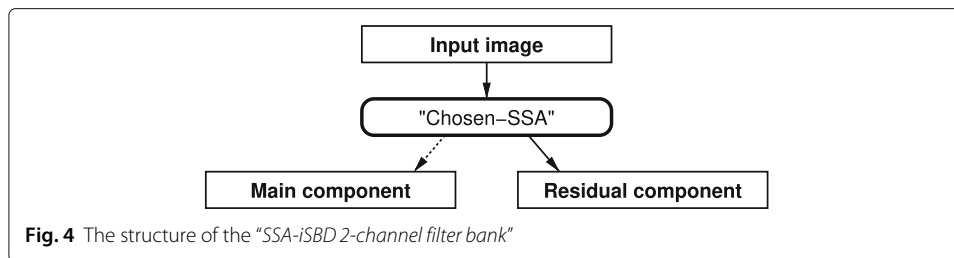 Input image
"Chosen−SSA"
Main component
Residual component
Fig. 4 The structure of the “SSA-iSBD 2-channel filter bank”